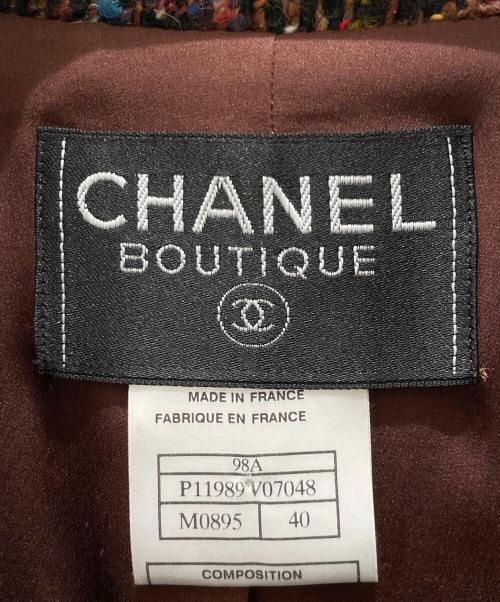 CHANEL
BOUTIQUE
MADE IN FRANCE
FABRIQUE EN FRANCE
98A
P11989 V07048
M0895 40
COMPOSITION